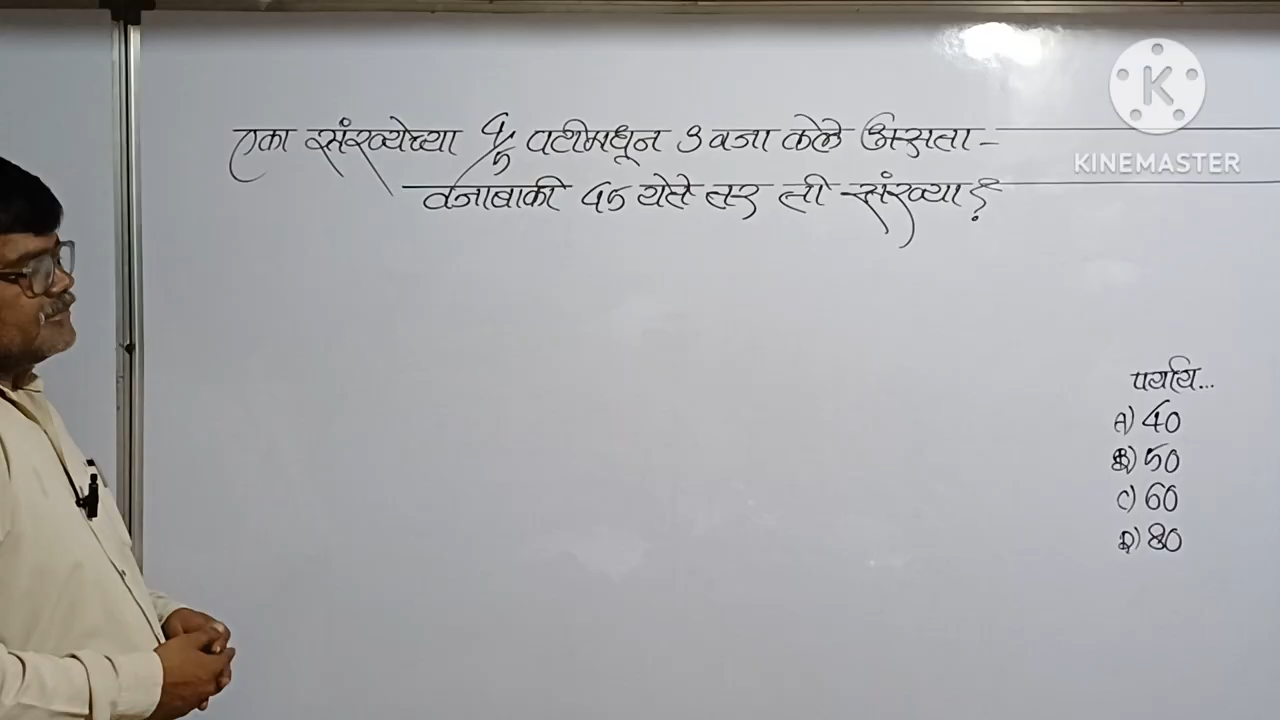 एका संख्येच्या 4/5 पटीमधून 3 वजा केले असता -
वजाबाकी 45 येते तर ती संख्या ?
पर्याय...
A) 40
B) 50
C) 60
D) 80
K
KINEMASTER